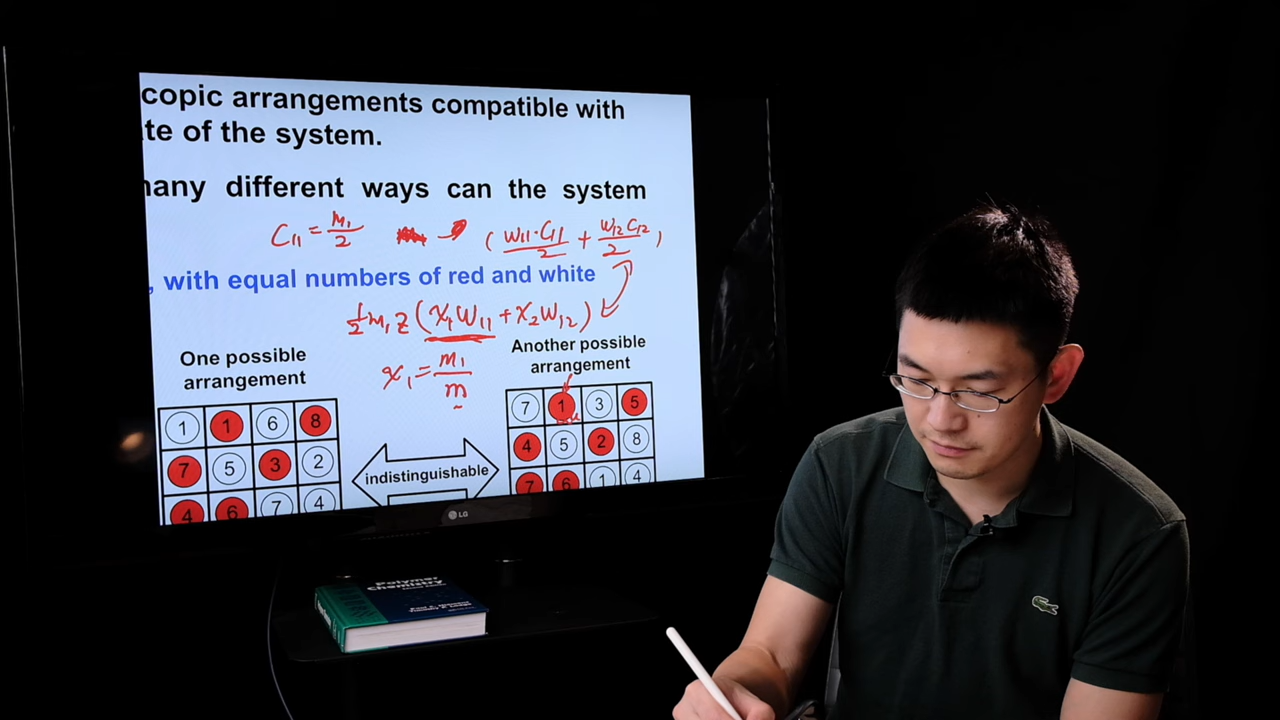 copic arrangements compatible with
te of the system.
any different ways can the system
C₁₁ = m₁/2
(w₁₁·C₁₁/2 + w₁₂C₁₂/2)
, with equal numbers of red and white
½m₁z(x₁w₁₁+x₂w₁₂)
x₁ = m₁/m
One possible
arrangement
Another possible
arrangement
1 1 6 8
7 5 3 2
4 6 7 4
indistinguishable
7 1 3 5
4 5 2 8
7 6 1 4
LG
Polymer
Chemistry